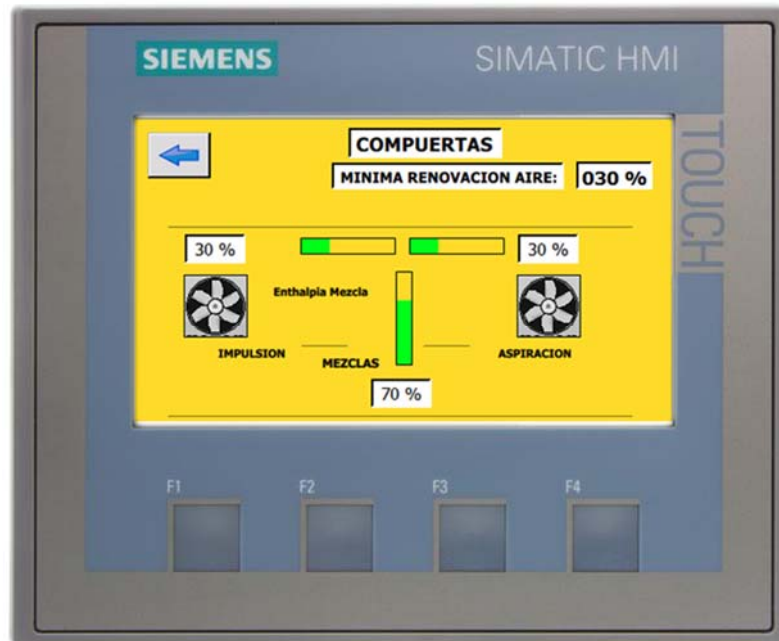 SIEMENS
SIMATIC HMI
TOUCH
COMPUERTAS
MINIMA RENOVACION AIRE: 030 %
30 %
30 %
Enthalpia Mezcla
IMPULSION
MEZCLAS
ASPIRACION
70 %
F1
F2
F3
F4